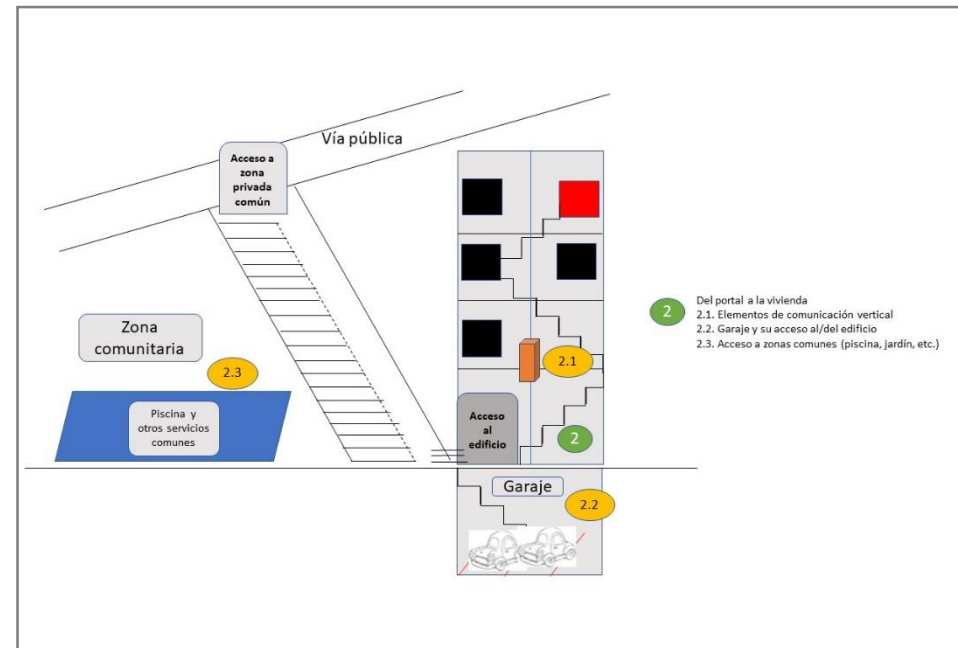 Vía pública
Acceso a
zona
privada
común
Zona
comunitaria
2.3
Piscina y
otros servicios
comunes
2.1
Acceso
al
edificio
2
Garaje
2.2
2
Del portal a la vivienda
2.1. Elementos de comunicación vertical
2.2. Garaje y su acceso al/del edificio
2.3. Acceso a zonas comunes (piscina, jardín, etc.)